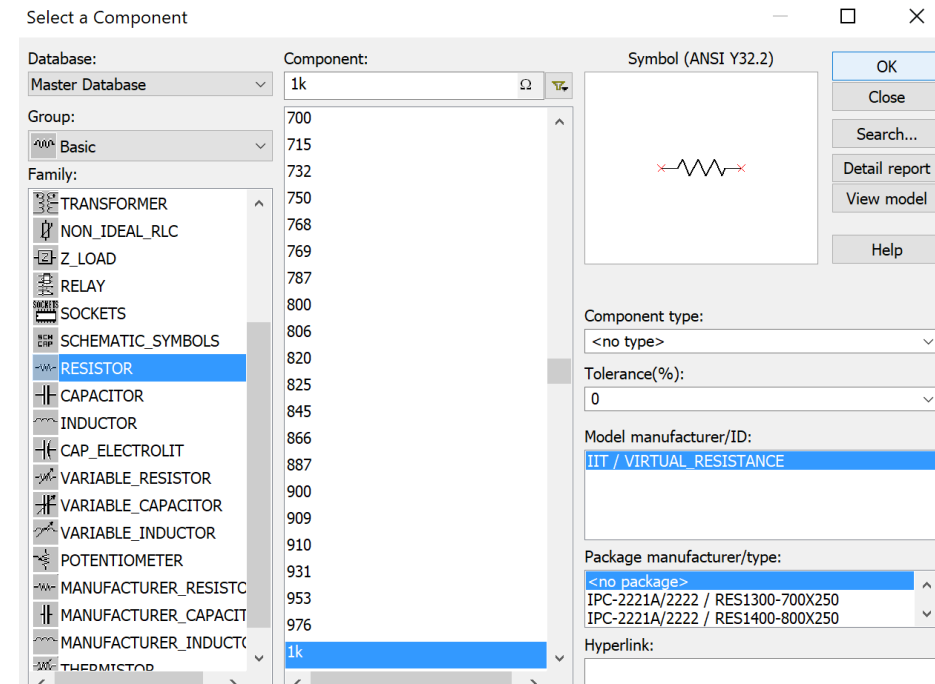 Select a Component
Database:
Master Database
Group:
Basic
Family:
TRANSFORMER
NON_IDEAL_RLC
Z_LOAD
RELAY
SOCKETS
SCHEMATIC_SYMBOLS
RESISTOR
CAPACITOR
INDUCTOR
CAP_ELECTROLIT
VARIABLE_RESISTOR
VARIABLE_CAPACITOR
VARIABLE_INDUCTOR
POTENTIOMETER
MANUFACTURER_RESISTO
MANUFACTURER_CAPACIT
MANUFACTURER_INDUCTO
THERMISTOR
Component:
1k Ω
700
715
732
750
768
769
787
800
806
820
825
845
866
887
900
909
910
931
953
976
1k
Symbol (ANSI Y32.2)
Component type:
<no type>
Tolerance(%):
0
Model manufacturer/ID:
IIT / VIRTUAL_RESISTANCE
Package manufacturer/type:
<no package>
IPC-2221A/2222 / RES1300-700X250
IPC-2221A/2222 / RES1400-800X250
Hyperlink:
OK
Close
Search...
Detail report
View model
Help